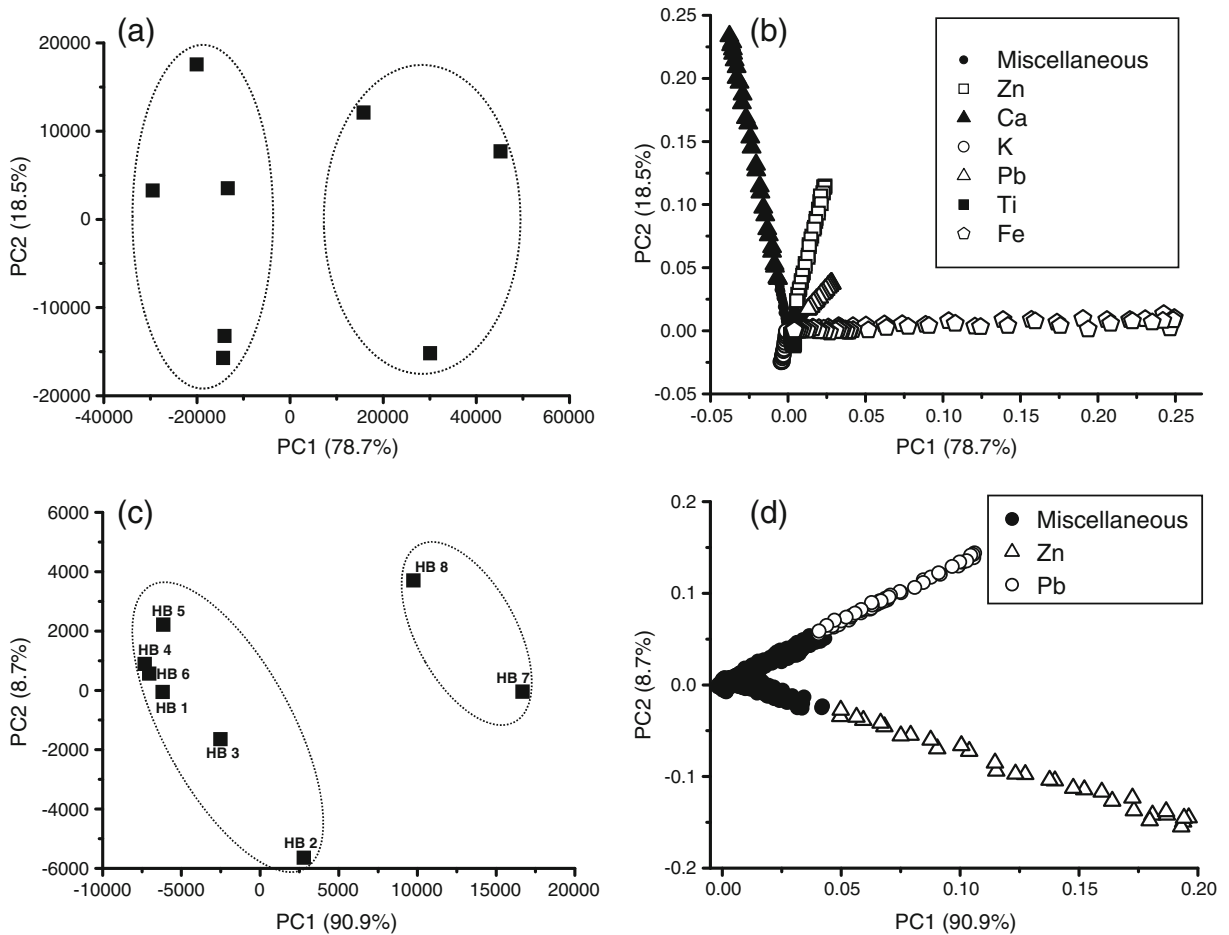 (a)
20000
10000
0
-10000
-20000
PC2 (18.5%)
-40000 -20000 0 20000 40000 60000
PC1 (78.7%)
(b)
0.25
0.20
0.15
0.10
0.05
0.00
-0.05
PC2 (18.5%)
Miscellaneous
Zn
Ca
K
Pb
Ti
Fe
-0.05 0.00 0.05 0.10 0.15 0.20 0.25
PC1 (78.7%)
(c)
6000
4000
2000
0
-2000
-4000
-6000
PC2 (8.7%)
HB 8
HB 5
HB 4
HB 6
HB 7
HB 1
HB 3
HB 2
-10000 -5000 0 5000 10000 15000 20000
PC1 (90.9%)
(d)
0.2
0.1
0.0
-0.1
-0.2
PC2 (8.7%)
Miscellaneous
Zn
Pb
0.00 0.05 0.10 0.15 0.20
PC1 (90.9%)